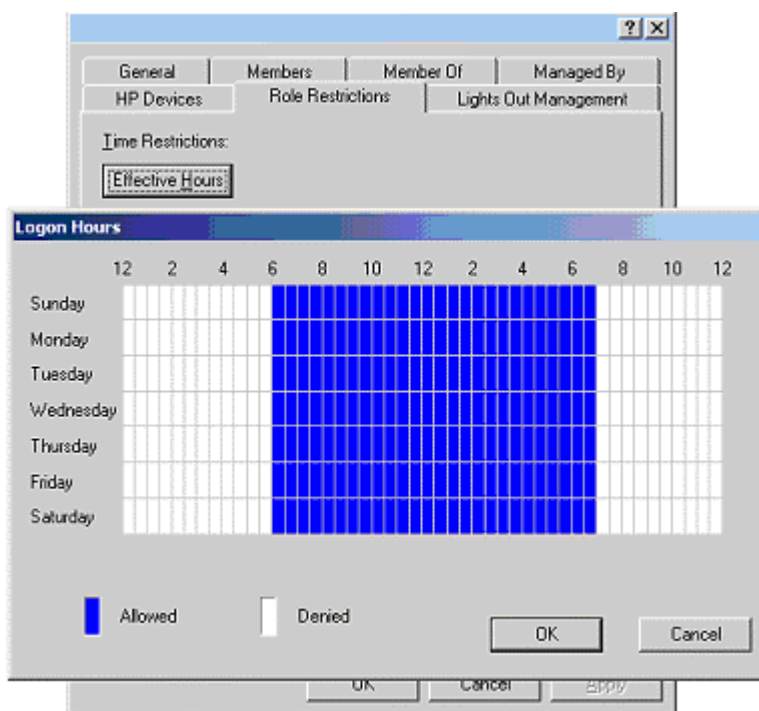 General Members Member Of Managed By
HP Devices Role Restrictions Lights Out Management
Time Restrictions:
Effective Hours
Logon Hours
12 2 4 6 8 10 12 2 4 6 8 10 12
Sunday
Monday
Tuesday
Wednesday
Thursday
Friday
Saturday
Allowed Denied
OK Cancel
OK Cancel Apply